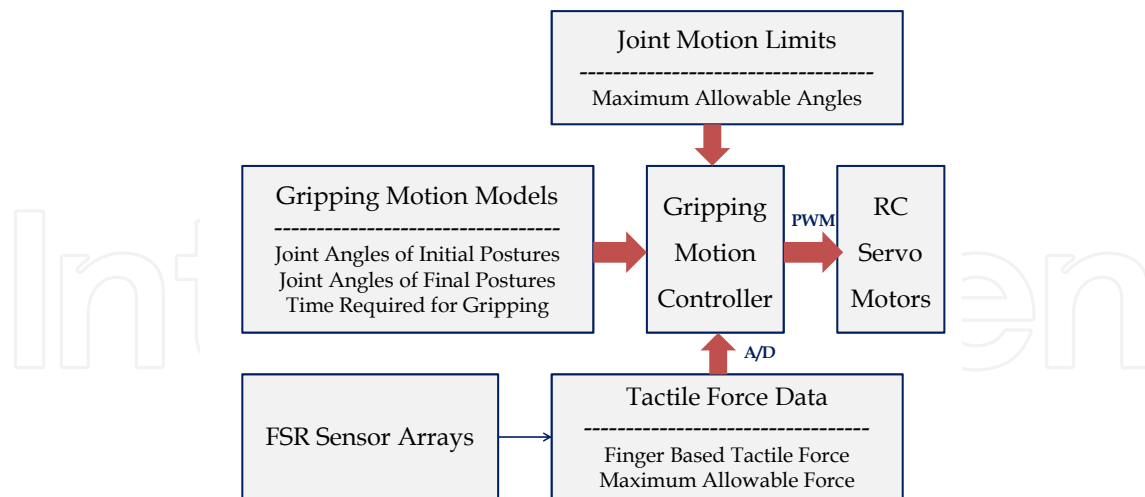 Joint Motion Limits
------------------------------------
Maximum Allowable Angles
Gripping Motion Models
-----------------------------------
Joint Angles of Initial Postures
Joint Angles of Final Postures
Time Required for Gripping
Gripping
Motion
Controller
PWM
RC
Servo
Motors
A/D
FSR Sensor Arrays
Tactile Force Data
--------------------------------
Finger Based Tactile Force
Maximum Allowable Force